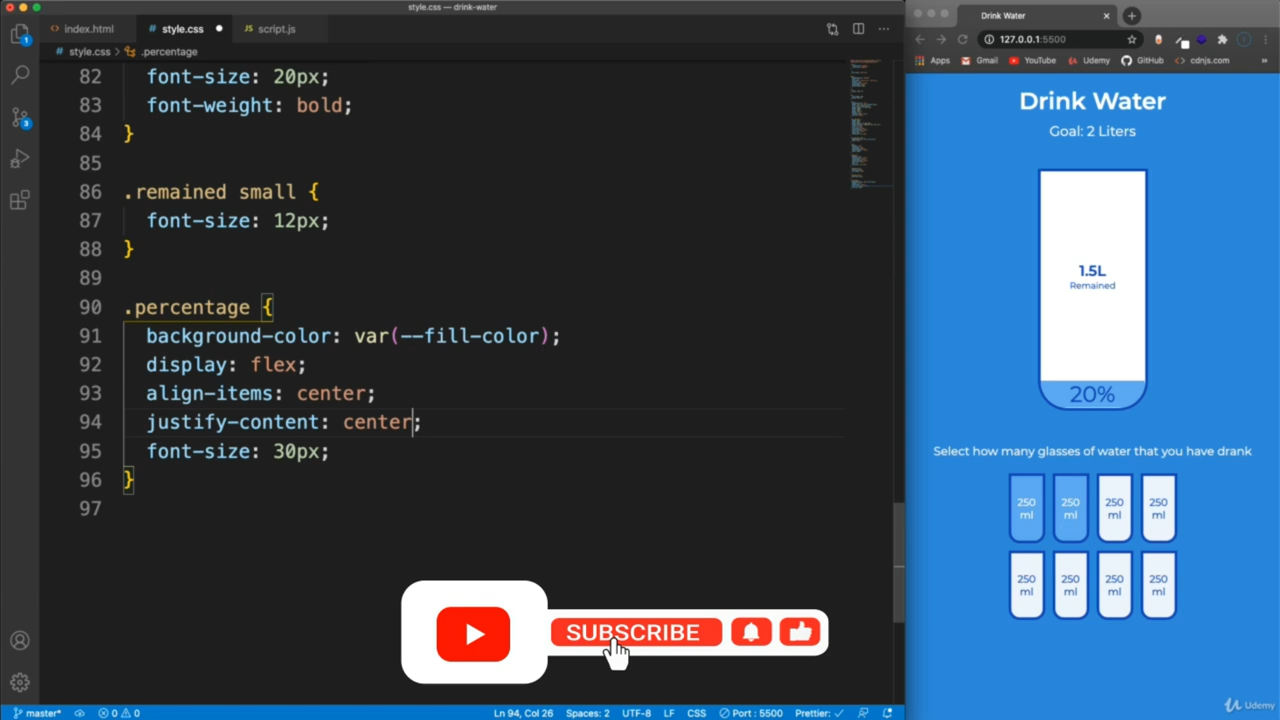 style.css — drink-water
index.html
style.css
script.js
style.css > .percentage
82 font-size: 20px;
83 font-weight: bold;
84 }
85
86 .remained small {
87 font-size: 12px;
88 }
89
90 .percentage {
91 background-color: var(--fill-color);
92 display: flex;
93 align-items: center;
94 justify-content: center;
95 font-size: 30px;
96 }
97
SUBSCRIBE
master*
0 0
Ln 94, Col 26
Spaces: 2
UTF-8
LF
CSS
Port : 5500
Prettier: ✓
Drink Water
127.0.0.1:5500
Apps
Gmail
YouTube
Udemy
GitHub
cdnjs.com
»
Drink Water
Goal: 2 Liters
1.5L
Remained
20%
Select how many glasses of water that you have drank
250 250 250 250
ml ml ml ml
250 250 250 250
ml ml ml ml
Udemy